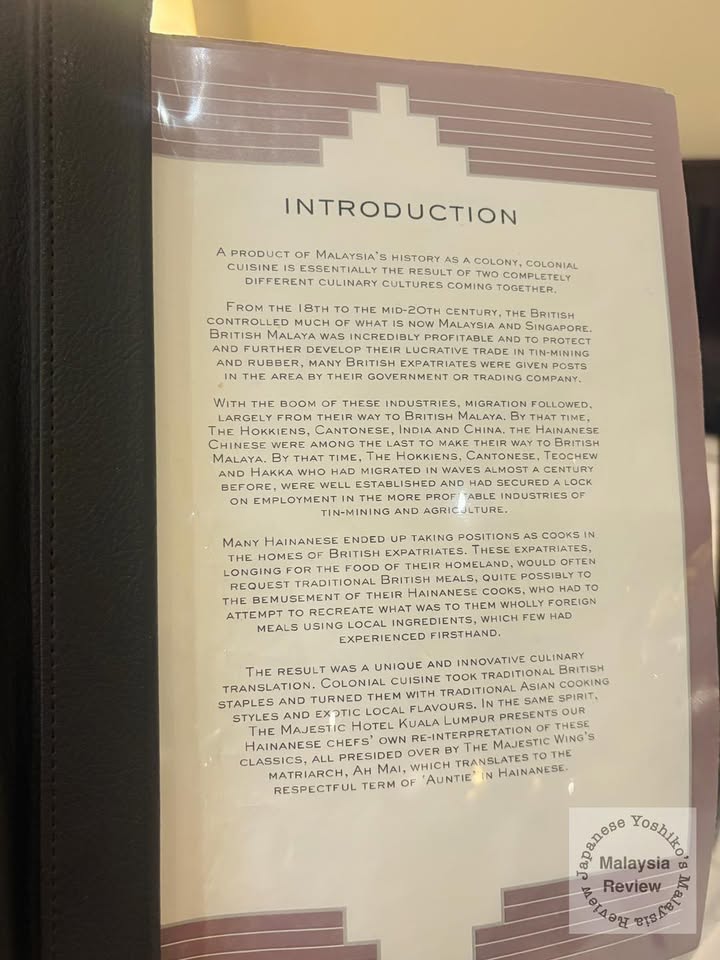 INTRODUCTION
A PRODUCT OF MALAYSIA'S HISTORY AS A COLONY, COLONIAL
CUISINE IS ESSENTIALLY THE RESULT OF TWO COMPLETELY
DIFFERENT CULINARY CULTURES COMING TOGETHER.
FROM THE 18TH TO THE MID-20TH CENTURY, THE BRITISH
CONTROLLED MUCH OF WHAT IS NOW MALAYSIA AND SINGAPORE.
BRITISH MALAYA WAS INCREDIBLY PROFITABLE AND TO PROTECT
AND FURTHER DEVELOP THEIR LUCRATIVE TRADE IN TIN-MINING
AND RUBBER, MANY BRITISH EXPATRIATES WERE GIVEN POSTS
IN THE AREA BY THEIR GOVERNMENT OR TRADING COMPANY.
WITH THE BOOM OF THESE INDUSTRIES, MIGRATION FOLLOWED,
LARGELY FROM THEIR WAY TO BRITISH MALAYA. BY THAT TIME,
THE HOKKIENS, CANTONESE, INDIA AND CHINA. THE HAINANESE
CHINESE WERE AMONG THE LAST TO MAKE THEIR WAY TO BRITISH
MALAYA. BY THAT TIME, THE HOKKIENS, CANTONESE, TEOCHEW
AND HAKKA WHO HAD MIGRATED IN WAVES ALMOST A CENTURY
BEFORE, WERE WELL ESTABLISHED AND HAD SECURED A LOCK
ON EMPLOYMENT IN THE MORE PROFITABLE INDUSTRIES OF
TIN-MINING AND AGRICULTURE.
MANY HAINANESE ENDED UP TAKING POSITIONS AS COOKS IN
THE HOMES OF BRITISH EXPATRIATES. THESE EXPATRIATES,
LONGING FOR THE FOOD OF THEIR HOMELAND, WOULD OFTEN
REQUEST TRADITIONAL BRITISH MEALS, QUITE POSSIBLY TO
THE BEMUSEMENT OF THEIR HAINANESE COOKS, WHO HAD TO
ATTEMPT TO RECREATE WHAT WAS TO THEM WHOLLY FOREIGN
MEALS USING LOCAL INGREDIENTS, WHICH FEW HAD
EXPERIENCED FIRSTHAND.
THE RESULT WAS A UNIQUE AND INNOVATIVE CULINARY
TRANSLATION. COLONIAL CUISINE TOOK TRADITIONAL BRITISH
STAPLES AND TURNED THEM WITH TRADITIONAL ASIAN COOKING
STYLES AND EXOTIC LOCAL FLAVOURS. IN THE SAME SPIRIT,
THE MAJESTIC HOTEL KUALA LUMPUR PRESENTS OUR
HAINANESE CHEFS' OWN RE-INTERPRETATION OF THESE
CLASSICS, ALL PRESIDED OVER BY THE MAJESTIC WING'S
MATRIARCH, AH MAI, WHICH TRANSLATES TO THE
RESPECTFUL TERM OF 'AUNTIE' IN HAINANESE.
Japanese Yoshiko's Malaysia Review
Malaysia
Review